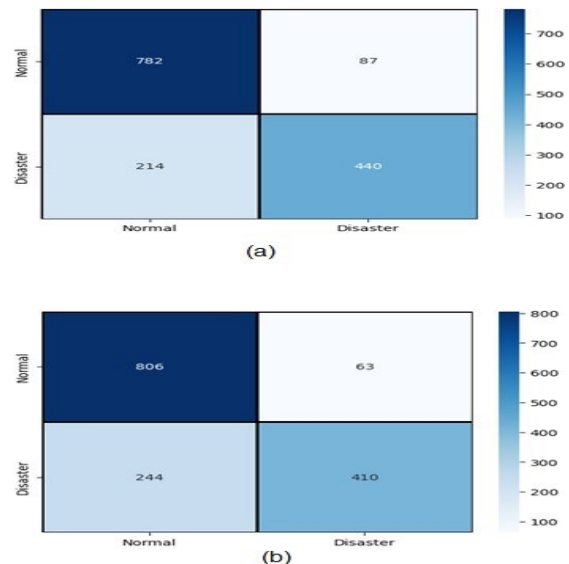 Normal 782 87
Disaster 214 440
Normal Disaster
700
600
500
400
300
200
100
(a)
Normal 806 63
Disaster 244 410
Normal Disaster
800
700
600
500
400
300
200
100
(b)